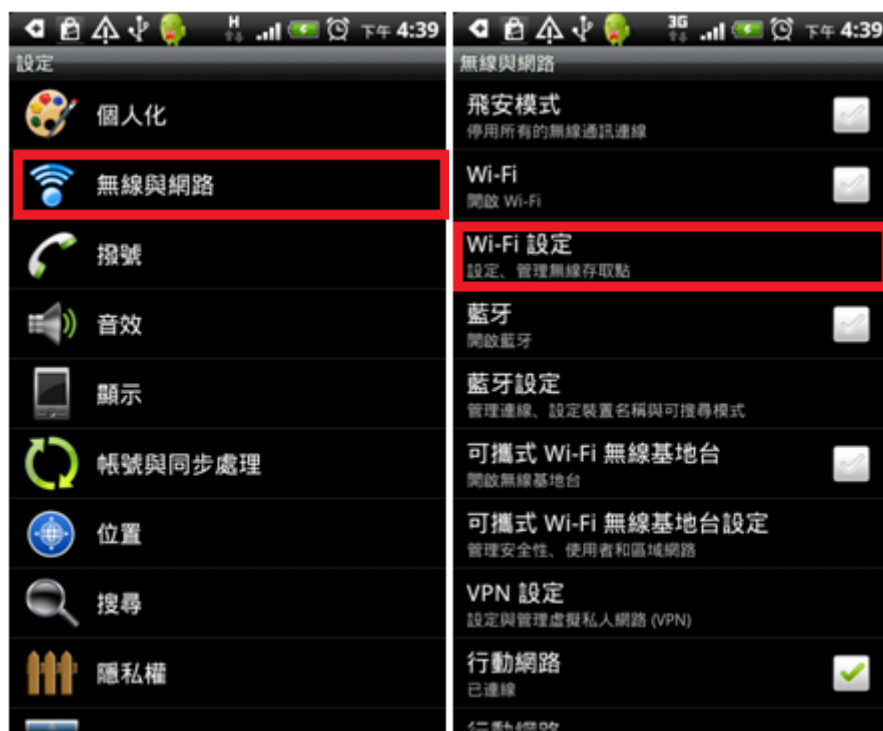 H
下午 4:39
設定
個人化
無線與網路
撥號
音效
顯示
帳號與同步處理
位置
搜尋
隱私權
3G
下午 4:39
無線與網路
飛安模式
停用所有的無線通訊連線
Wi-Fi
開啟 Wi-Fi
Wi-Fi 設定
設定、管理無線存取點
藍牙
開啟藍牙
藍牙設定
管理連線、設定裝置名稱與可搜尋模式
可攜式 Wi-Fi 無線基地台
開啟無線基地台
可攜式 Wi-Fi 無線基地台設定
管理安全性、使用者和區域網路
VPN 設定
設定與管理虛擬私人網路 (VPN)
行動網路
已連線
行動網路